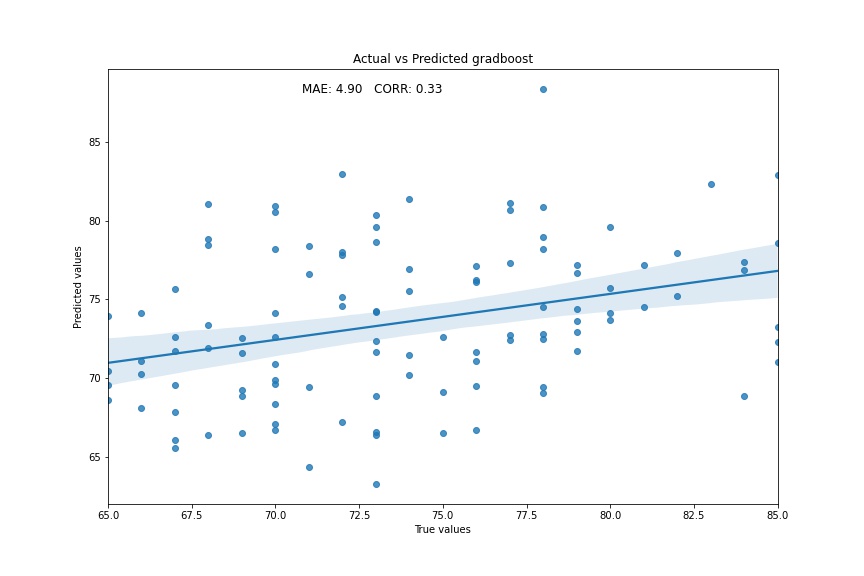 Actual vs Predicted gradboost
MAE: 4.90 CORR: 0.33
85
80
75
70
65
Predicted values
65.0 67.5 70.0 72.5 75.0 77.5 80.0 82.5 85.0
True values